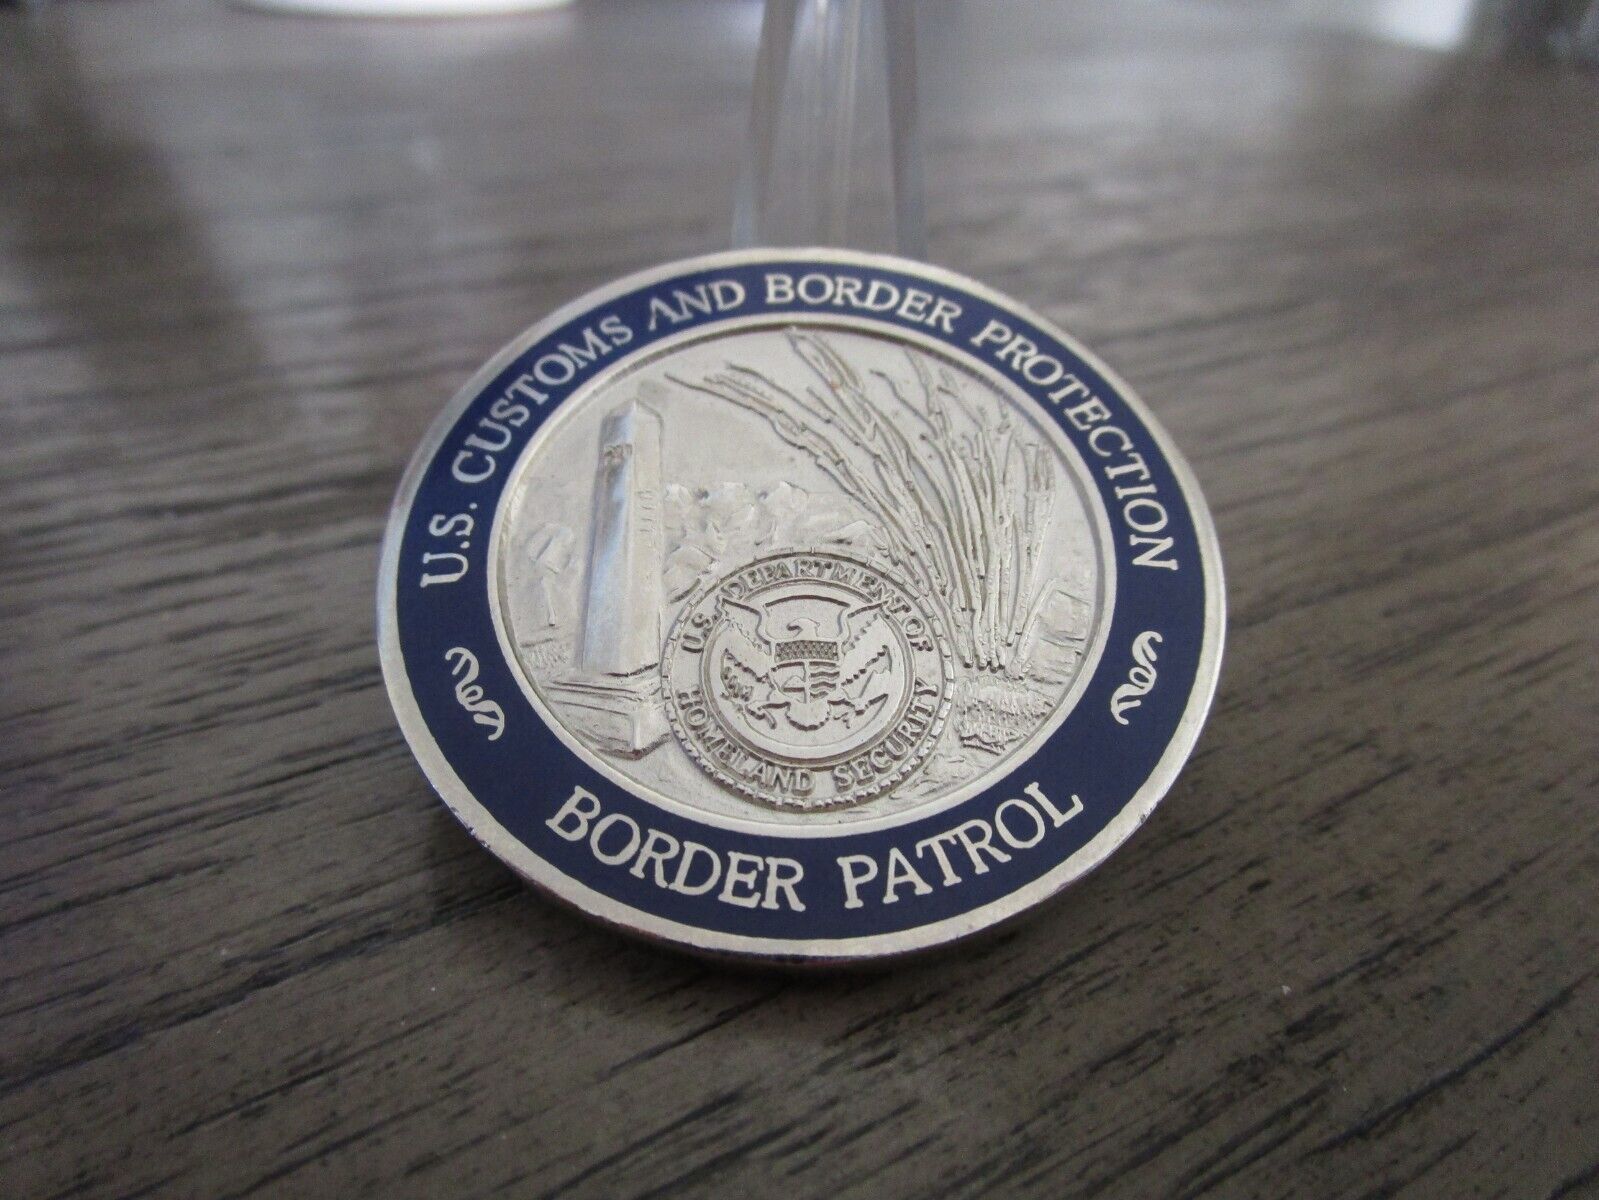 U.S. CUSTOMS AND BORDER PROTECTION
U.S. DEPARTMENT OF
HOMELAND SECURITY
BORDER PATROL